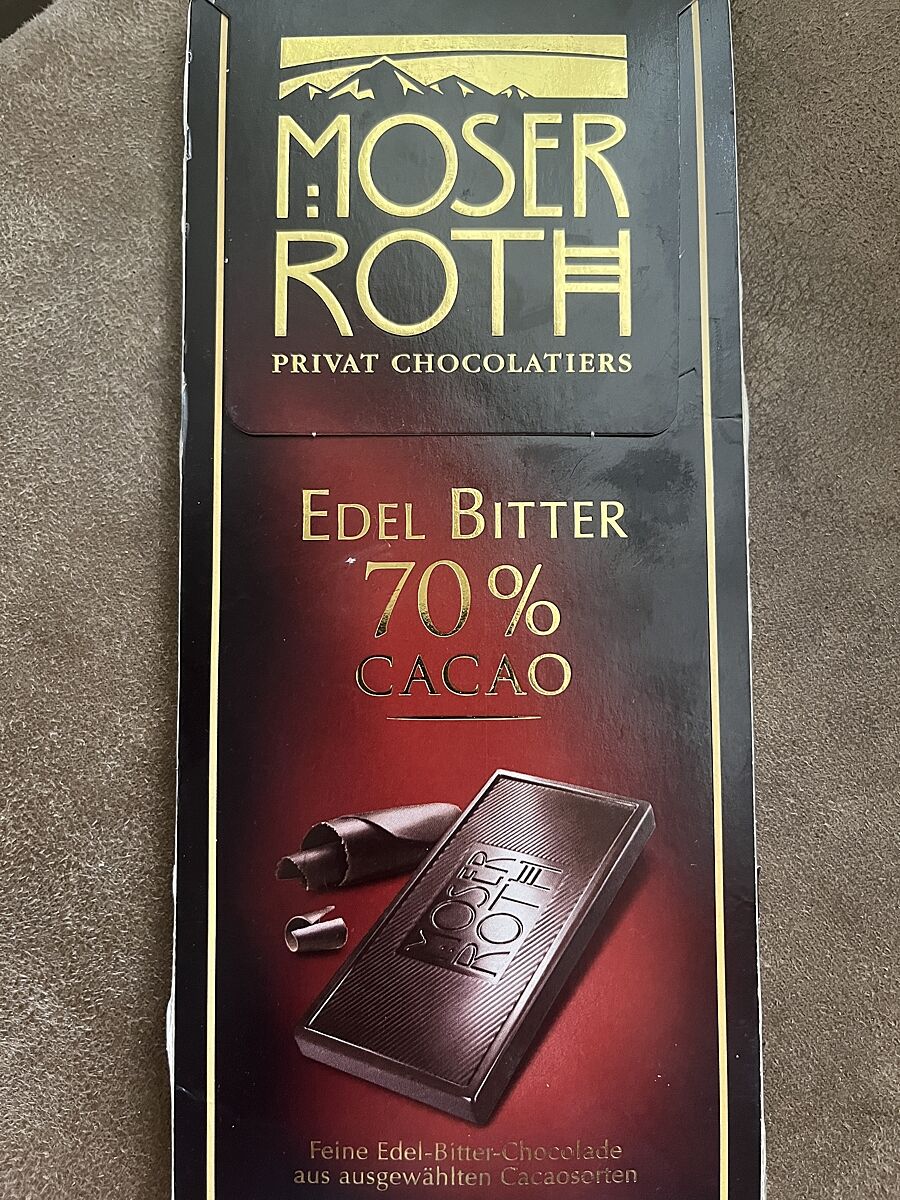 MOSER
ROTH
PRIVAT CHOCOLATIERS
EDEL BITTER
70%
CACAO
MOSER
ROTH
Feine Edel-Bitter-Chocolade
aus ausgewählten Cacaosorten